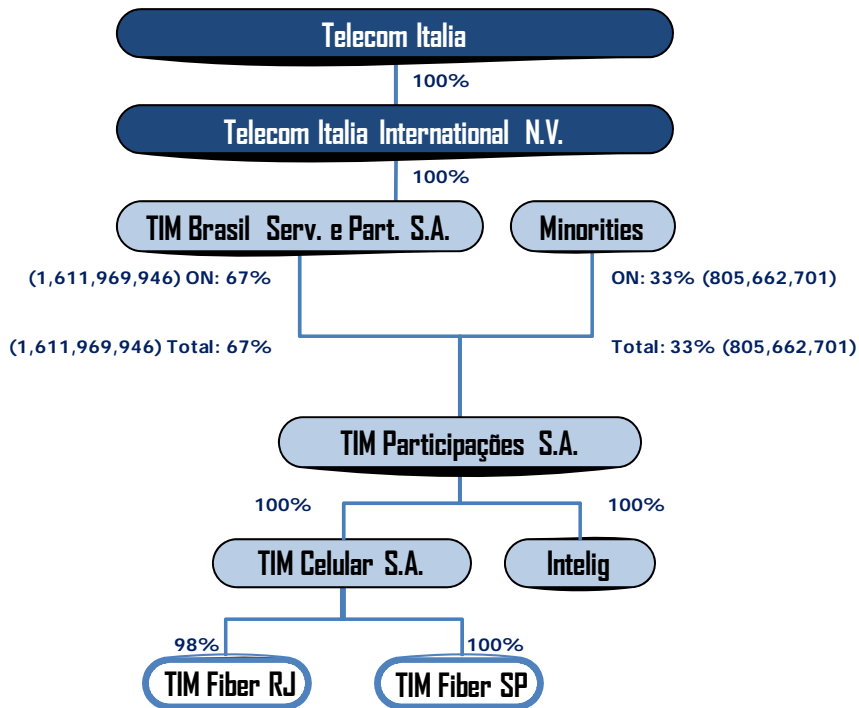 Telecom Italia
100%
Telecom Italia International N.V.
100%
TIM Brasil Serv. e Part. S.A.
Minorities
(1,611,969,946) ON: 67%
ON: 33% (805,662,701)
(1,611,969,946) Total: 67%
Total: 33% (805,662,701)
TIM Participações S.A.
100%
100%
TIM Celular S.A.
Intelig
98%
100%
TIM Fiber RJ
TIM Fiber SP